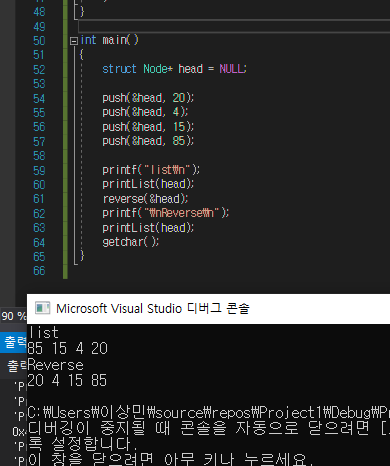 48 }
49
50 int main()
51 {
52 struct Node* head = NULL;
53
54 push(&head, 20);
55 push(&head, 4);
56 push(&head, 15);
57 push(&head, 85);
58
59 printf("list₩n");
60 printList(head);
61 reverse(&head);
62 printf("₩nReverse₩n");
63 printList(head);
64 getchar();
65 }
66
90 %
Microsoft Visual Studio 디버그 콘솔
출력
list
85 15 4 20
Reverse
20 4 15 85
C:₩Users₩이상민₩source₩repos₩Project1₩Debug₩Pr
디버깅이 중지될 때 콘솔을 자동으로 닫으려면 [
록 설정합니다.
이 창을 닫으려면 아무 키나 누르세요.